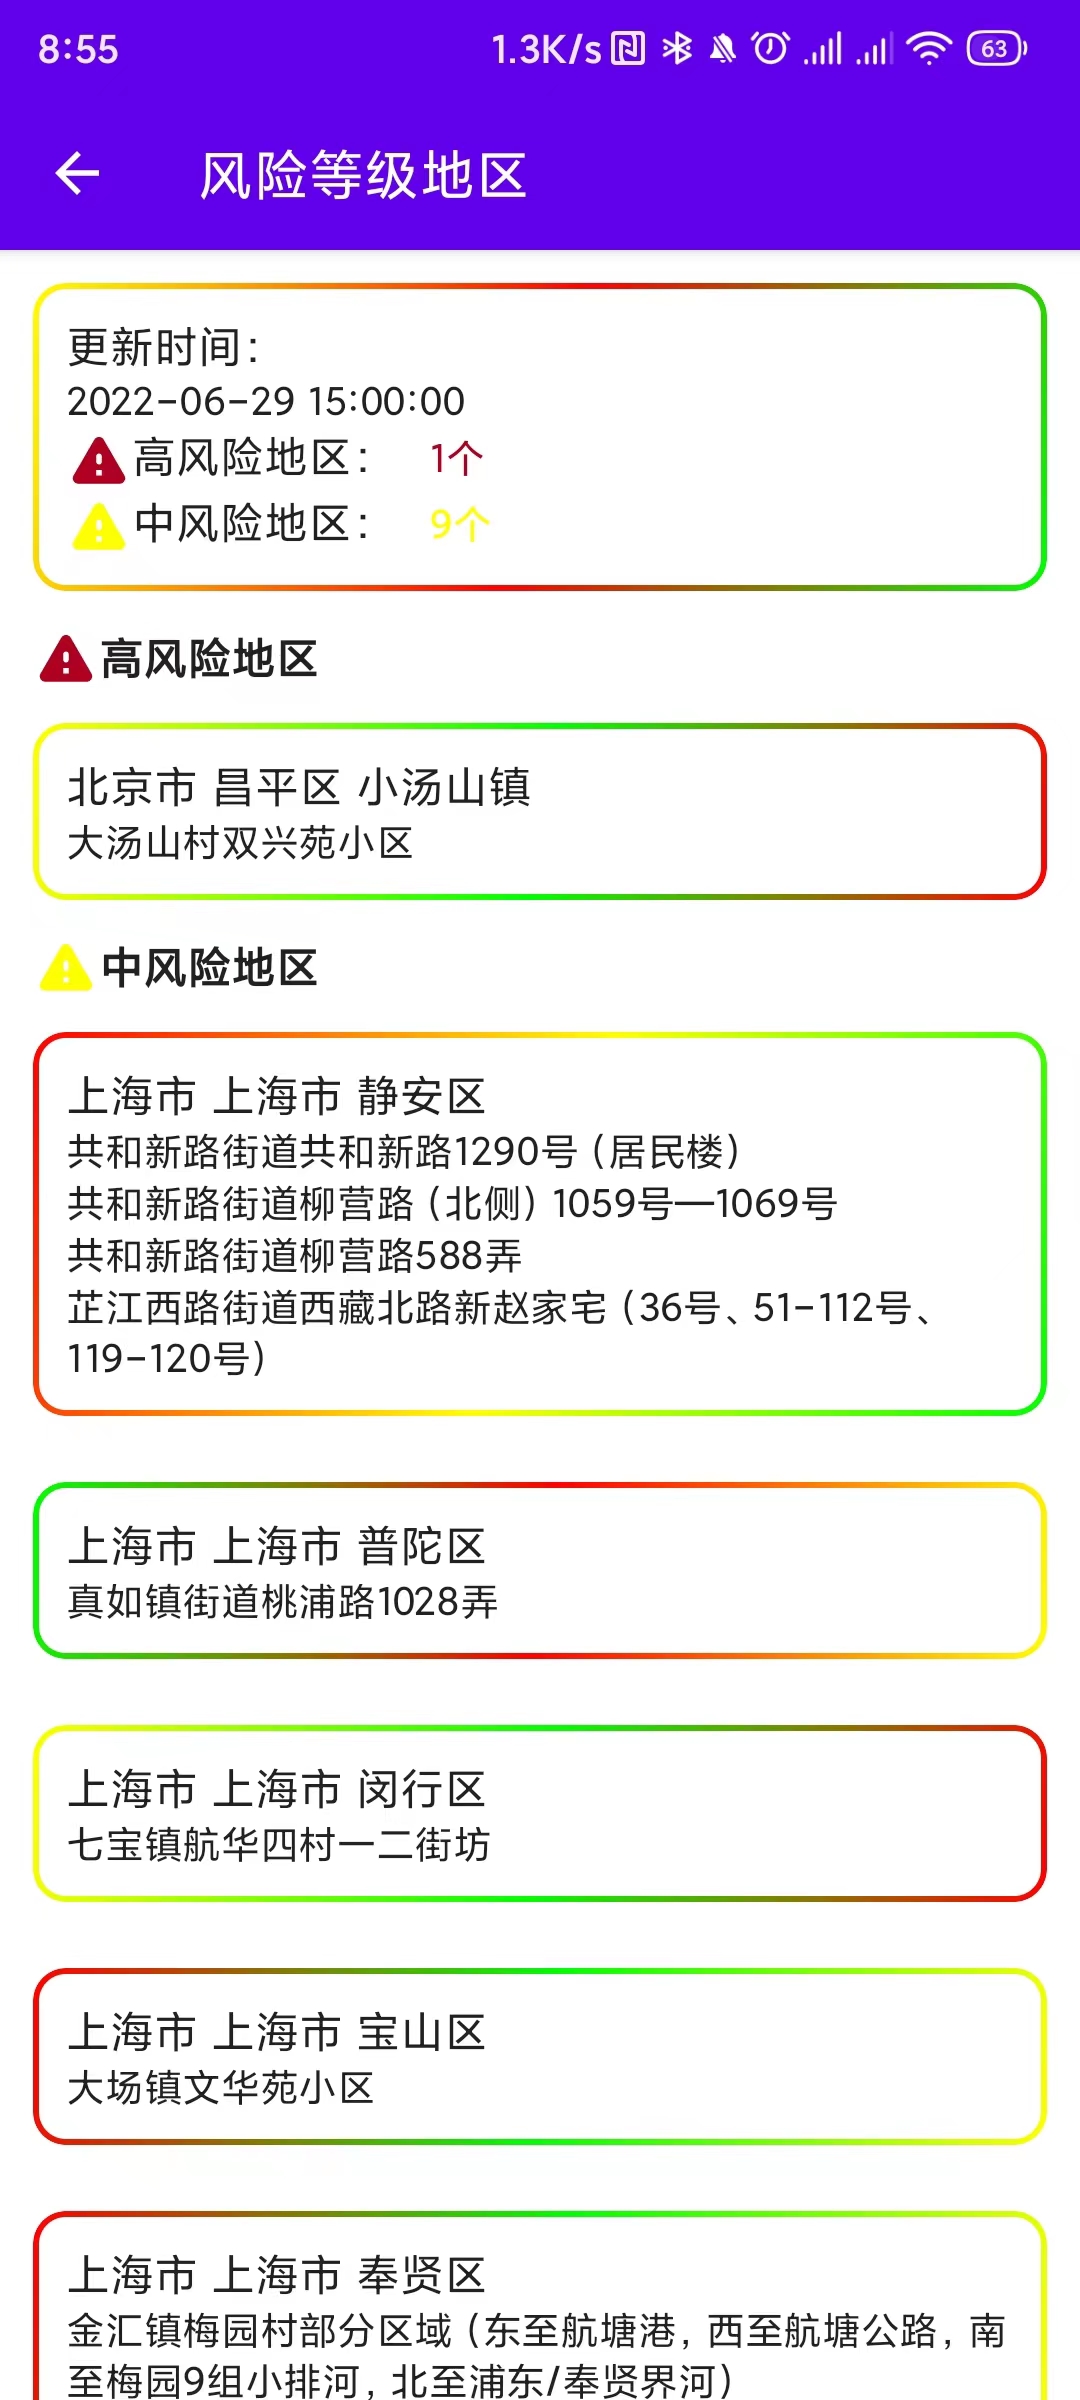 8:55 1.3K/s 63
风险等级地区
更新时间：
2022-06-29 15:00:00
高风险地区： 1个
中风险地区： 9个
高风险地区
北京市 昌平区 小汤山镇
大汤山村双兴苑小区
中风险地区
上海市 上海市 静安区
共和新路街道共和新路1290号（居民楼）
共和新路街道柳营路（北侧）1059号—1069号
共和新路街道柳营路588弄
芷江西路街道西藏北路新赵家宅（36号、51-112号、
119-120号）
上海市 上海市 普陀区
真如镇街道桃浦路1028弄
上海市 上海市 闵行区
七宝镇航华四村一二街坊
上海市 上海市 宝山区
大场镇文华苑小区
上海市 上海市 奉贤区
金汇镇梅园村部分区域（东至航塘港，西至航塘公路，南
至梅园9组小排河，北至浦东/奉贤界河）